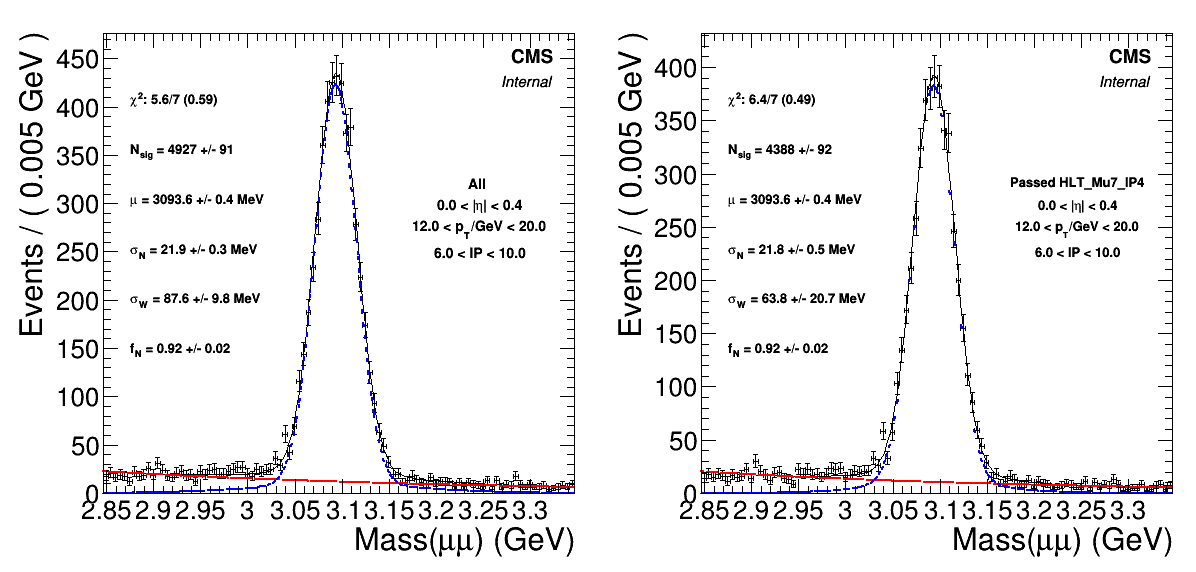 CMS
Internal
χ²: 5.6/7 (0.59)
N_sig = 4927 +/- 91
μ = 3093.6 +/- 0.4 MeV
σ_N = 21.9 +/- 0.3 MeV
σ_W = 87.6 +/- 9.8 MeV
f_N = 0.92 +/- 0.02
All
0.0 < |η| < 0.4
12.0 < p_T/GeV < 20.0
6.0 < IP < 10.0
Events / ( 0.005 GeV )
450
400
350
300
250
200
150
100
50
0
2.85 2.9 2.95 3 3.05 3.1 3.15 3.2 3.25 3.3
Mass(μμ) (GeV)
CMS
Internal
χ²: 6.4/7 (0.49)
N_sig = 4388 +/- 92
μ = 3093.6 +/- 0.4 MeV
σ_N = 21.8 +/- 0.5 MeV
σ_W = 63.8 +/- 20.7 MeV
f_N = 0.92 +/- 0.02
Passed HLT_Mu7_IP4
0.0 < |η| < 0.4
12.0 < p_T/GeV < 20.0
6.0 < IP < 10.0
Events / ( 0.005 GeV )
400
350
300
250
200
150
100
50
0
2.85 2.9 2.95 3 3.05 3.1 3.15 3.2 3.25 3.3
Mass(μμ) (GeV)